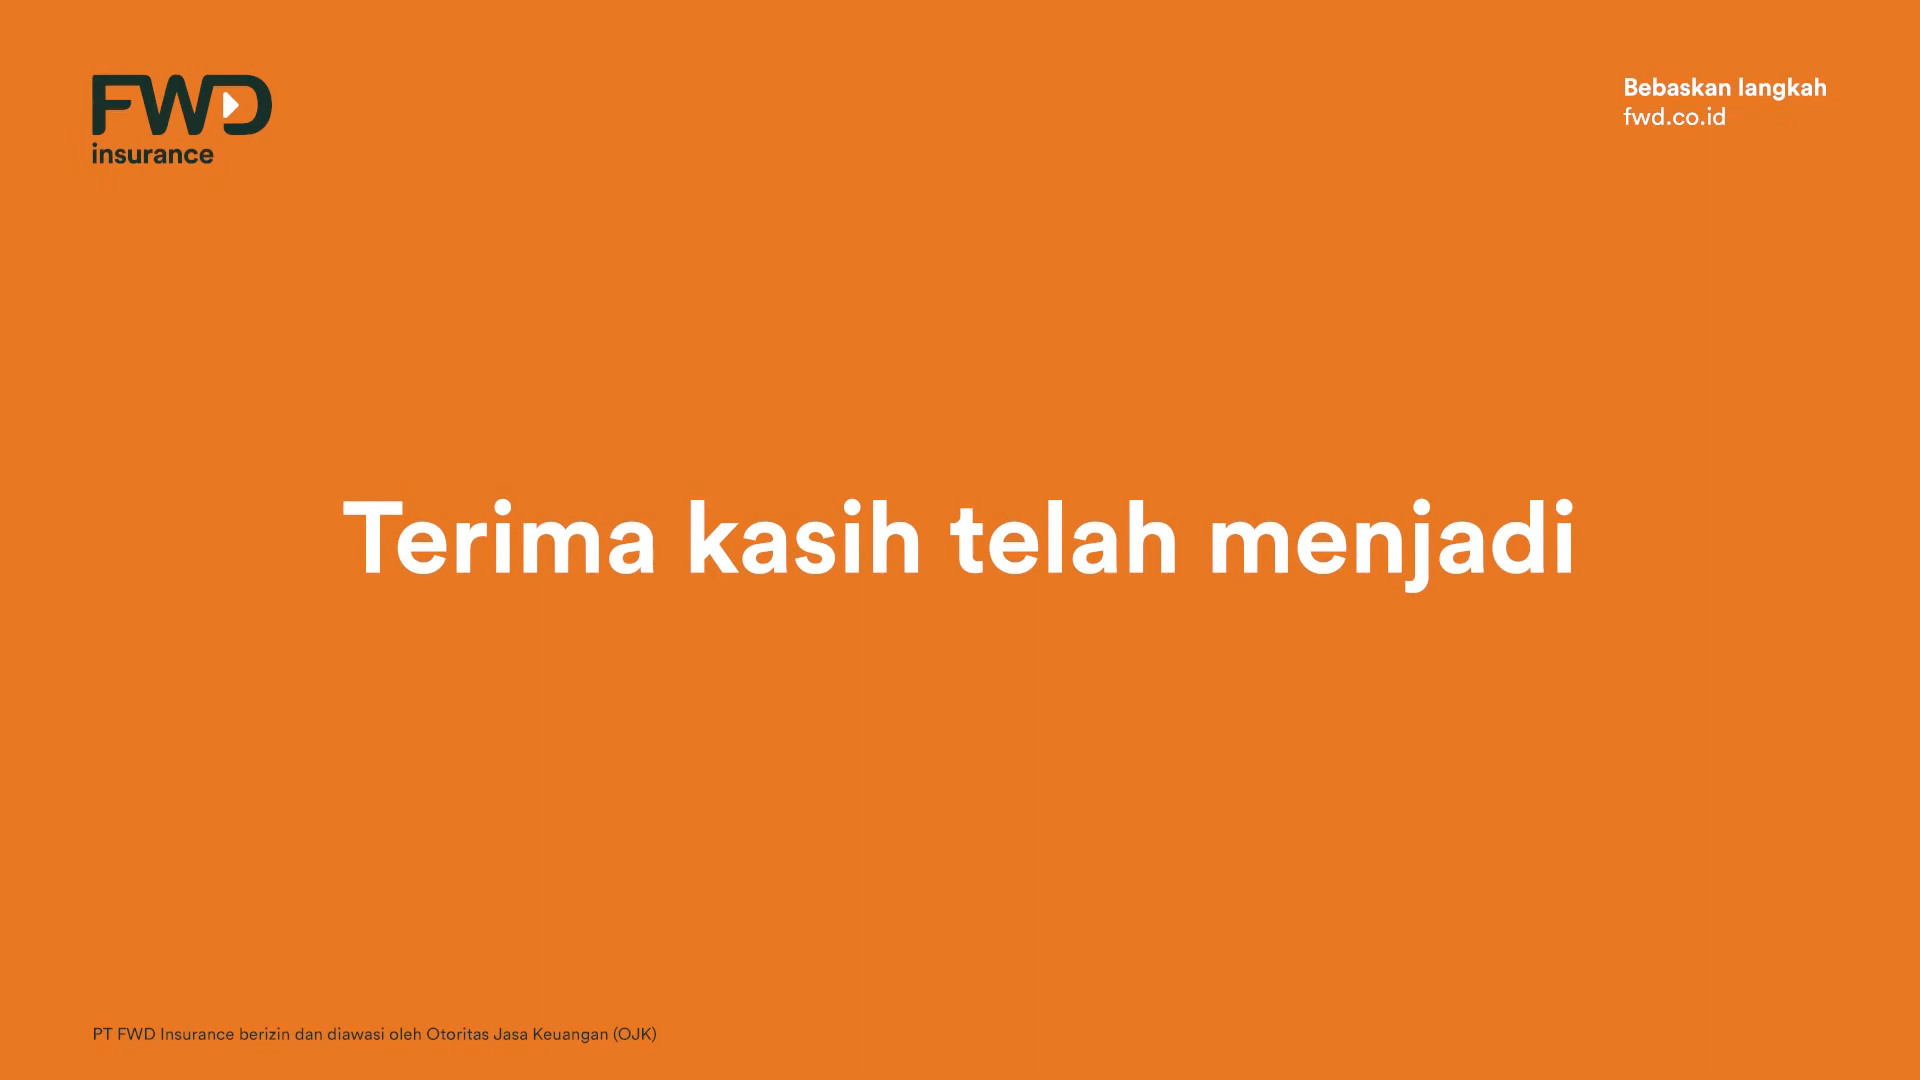 FWD
insurance
Bebaskan langkah
fwd.co.id
Terima kasih telah menjadi
PT FWD Insurance berizin dan diawasi oleh Otoritas Jasa Keuangan (OJK)